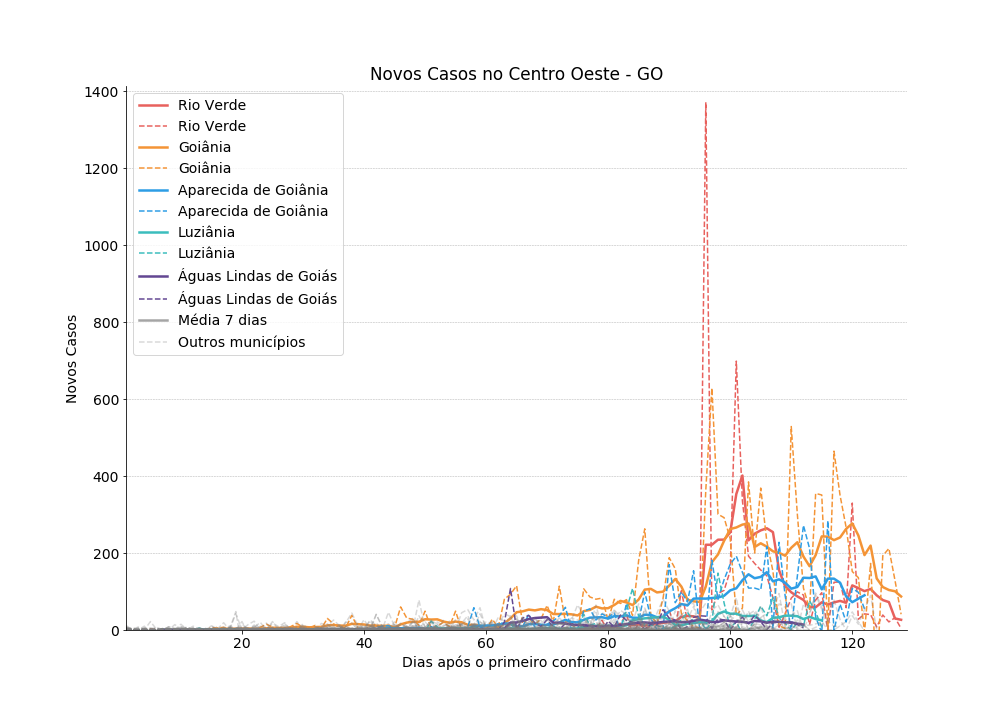 Novos Casos no Centro Oeste - GO
1400
1200
1000
800
600
400
200
0
Novos Casos
Rio Verde
Rio Verde
Goiânia
Goiânia
Aparecida de Goiânia
Aparecida de Goiânia
Luziânia
Luziânia
Águas Lindas de Goiás
Águas Lindas de Goiás
Média 7 dias
Outros municípios
20 40 60 80 100 120
Dias após o primeiro confirmado